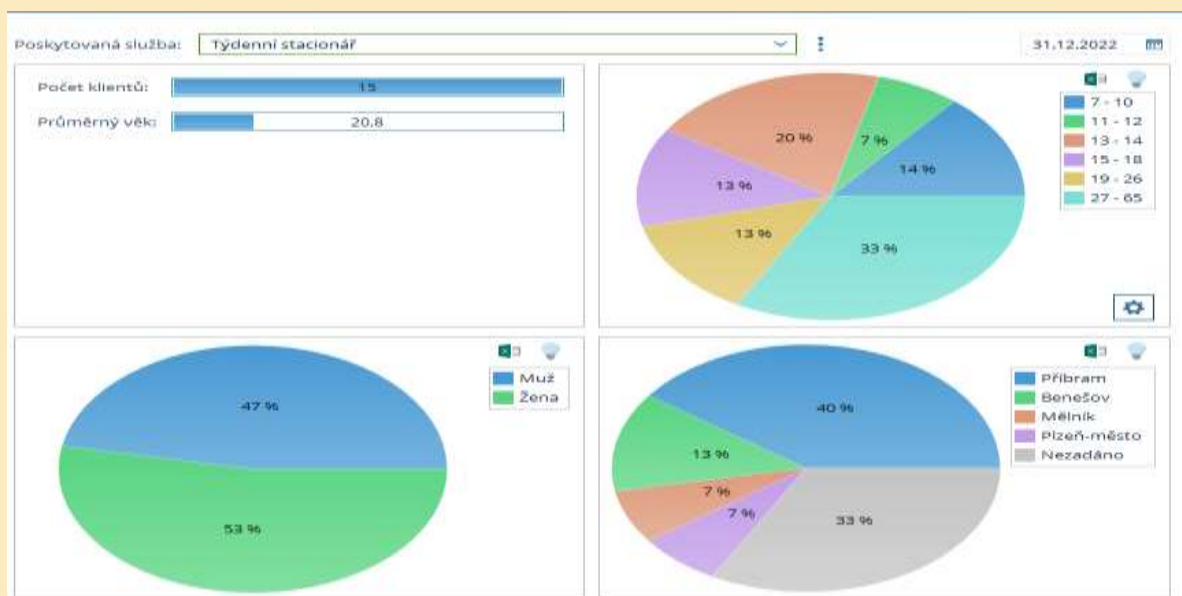 Poskytovaná služba: Týdenní stacionář 31.12.2022
Počet klientů: 15
Průměrný věk: 20.8
20 %
7 %
14 %
13 %
13 %
33 %
7 - 10
11 - 12
13 - 14
15 - 18
19 - 26
27 - 65
47 %
53 %
Muž
Žena
40 %
13 %
7 %
7 %
33 %
Příbram
Benešov
Mělník
Plzeň-město
Nezadáno